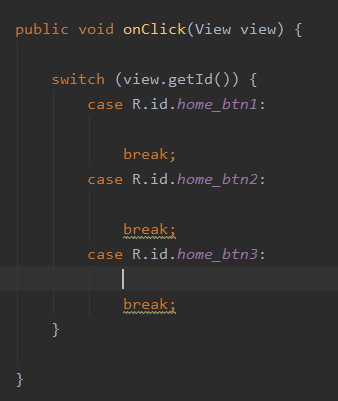 public void onClick(View view) {
switch (view.getId()) {
case R.id.home_btn1:
break;
case R.id.home_btn2:
break;
case R.id.home_btn3:
break;
}
}